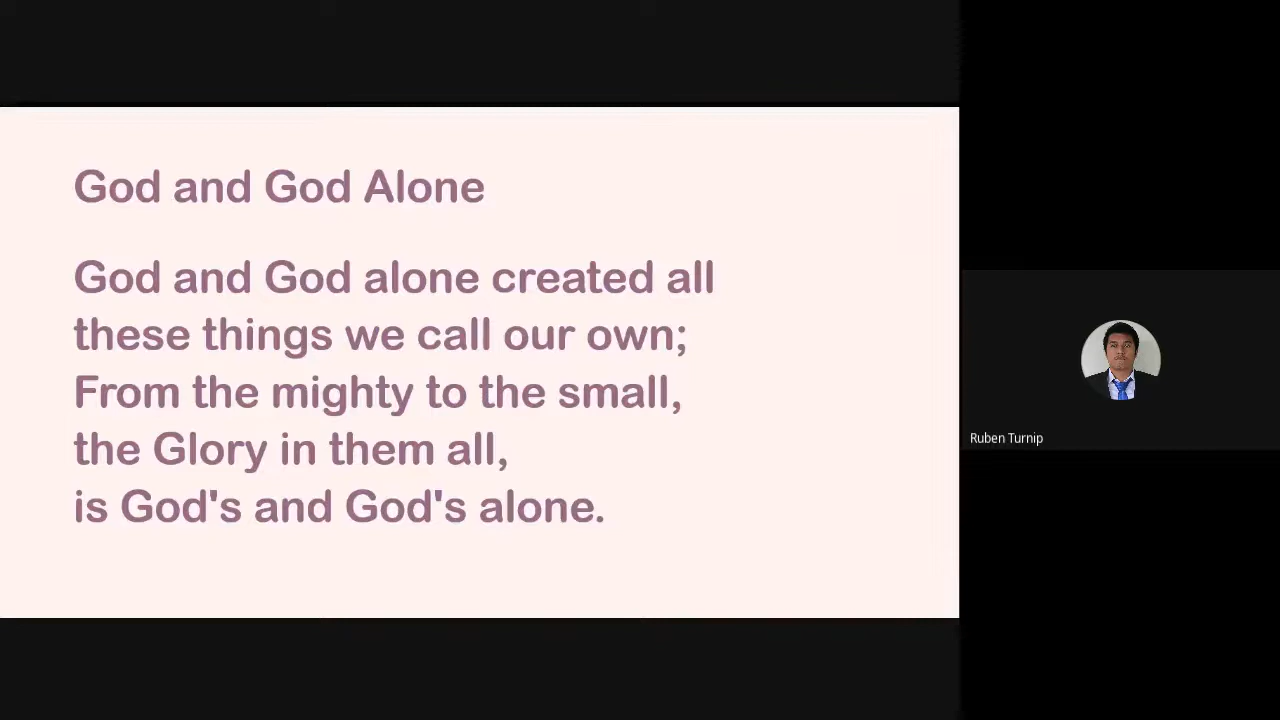 God and God Alone
God and God alone created all
these things we call our own;
From the mighty to the small,
the Glory in them all,
is God's and God's alone.
Ruben Turnip